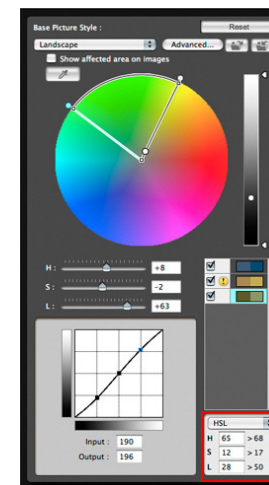 Base Picture Style :
Reset
Landscape
Advanced...
Show affected area on images
H : +8
S : -2
L : +63
Input : 190
Output : 196
HSL
H 65 > 68
S 12 > 17
L 28 > 50